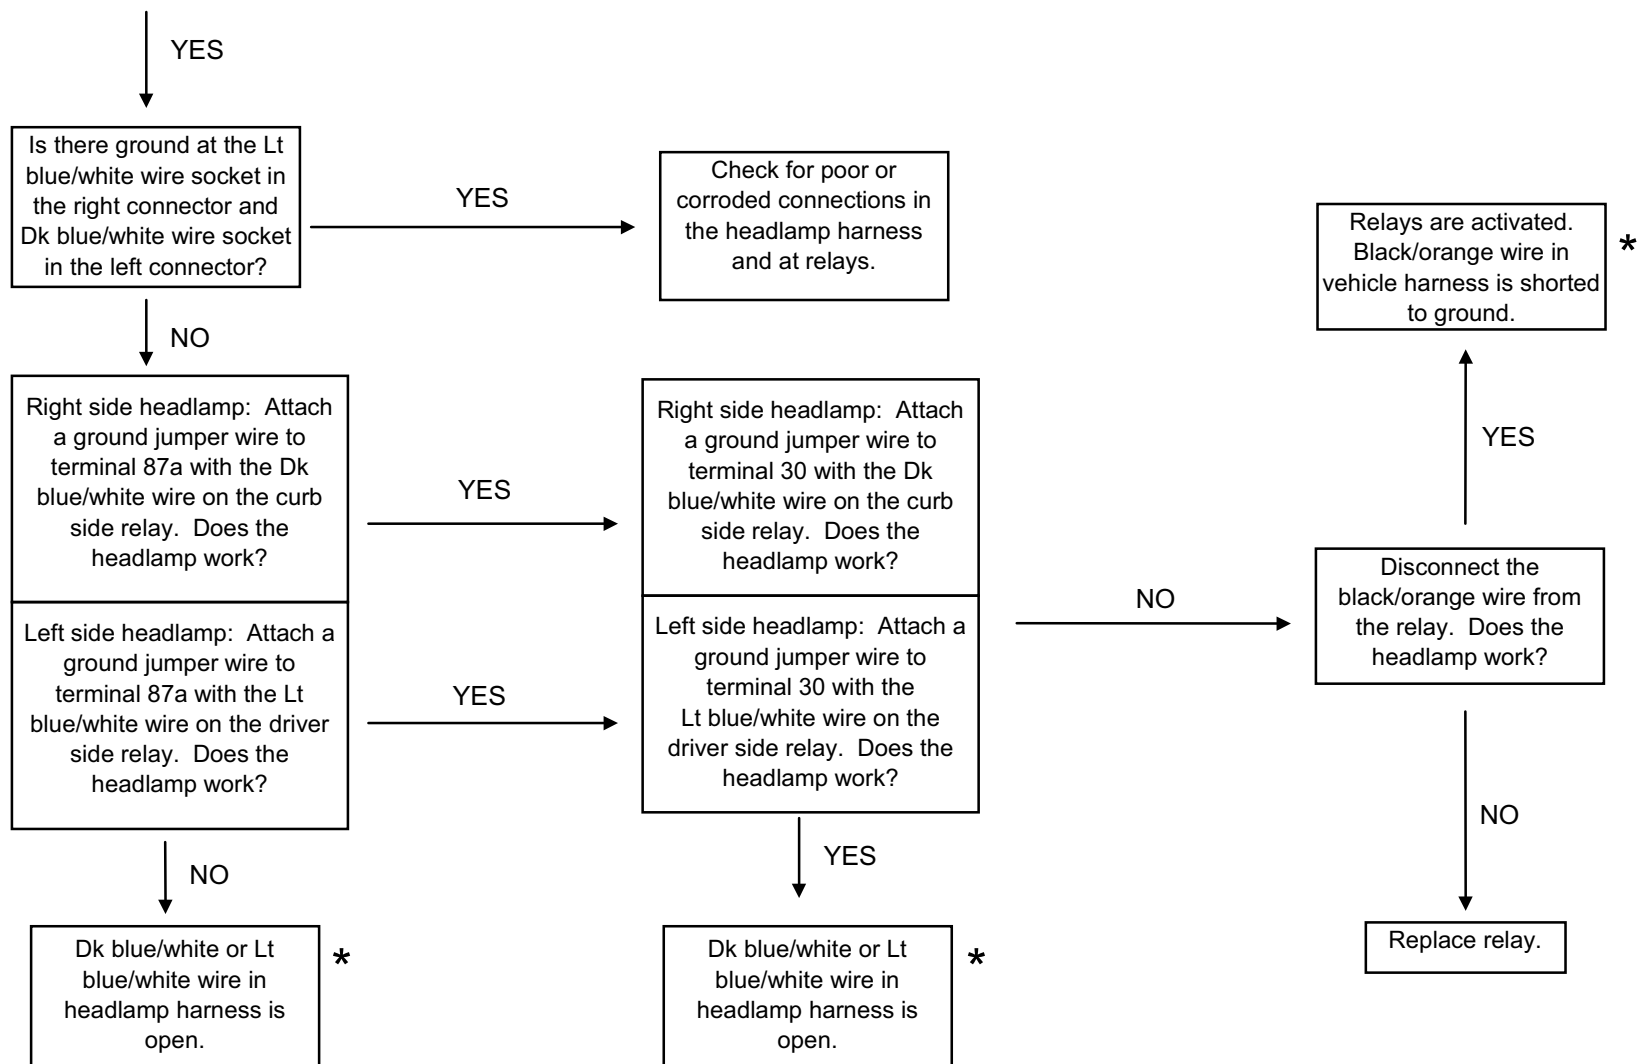 YES
Is there ground at the Lt
blue/white wire socket in
the right connector and
Dk blue/white wire socket
in the left connector?
YES
Check for poor or
corroded connections in
the headlamp harness
and at relays.
Relays are activated.
Black/orange wire in
vehicle harness is shorted
to ground.
*
NO
Right side headlamp:  Attach
a ground jumper wire to
terminal 87a with the Dk
blue/white wire on the curb
side relay.  Does the
headlamp work?
YES
Right side headlamp:  Attach
a ground jumper wire to
terminal 30 with the Dk
blue/white wire on the curb
side relay.  Does the
headlamp work?
YES
Left side headlamp:  Attach a
ground jumper wire to
terminal 87a with the Lt
blue/white wire on the driver
side relay.  Does the
headlamp work?
YES
Left side headlamp:  Attach a
ground jumper wire to
terminal 30 with the
Lt blue/white wire on the
driver side relay.  Does the
headlamp work?
NO
Disconnect the
black/orange wire from
the relay.  Does the
headlamp work?
NO
YES
NO
Dk blue/white or Lt
blue/white wire in
headlamp harness is
open.
*
Dk blue/white or Lt
blue/white wire in
headlamp harness is
open.
*
Replace relay.